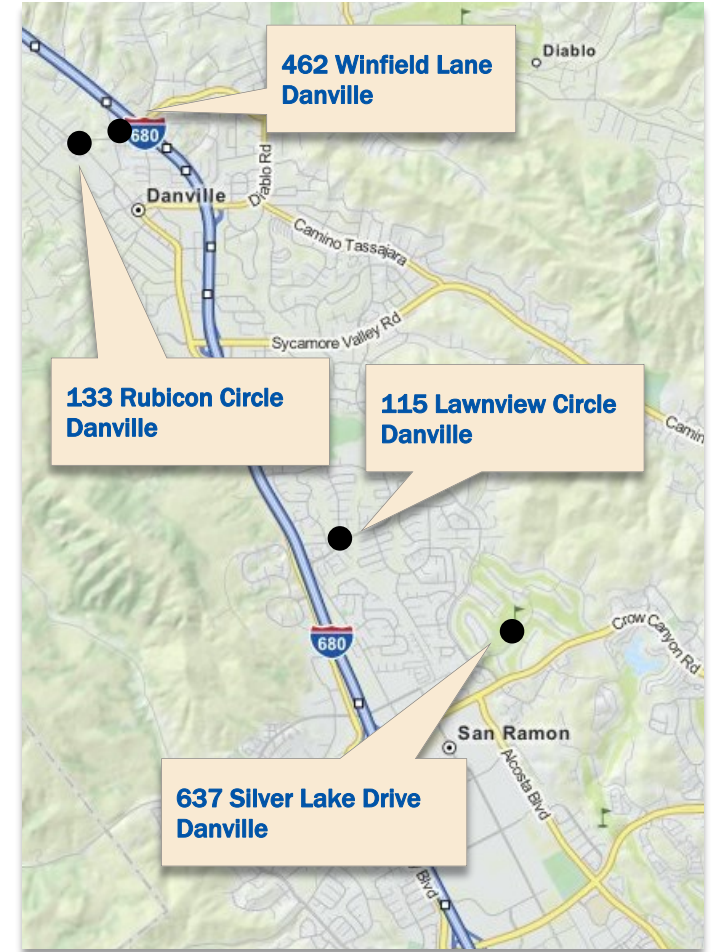 Diablo
462 Winfield Lane
Danville
680
Danville
Diablo Rd
Camino Tassajara
Sycamore Valley Rd
133 Rubicon Circle
Danville
115 Lawnview Circle
Danville
Camin
Crow Canyon Rd
680
San Ramon
Alcosta Blvd
637 Silver Lake Drive
Danville
Blvd